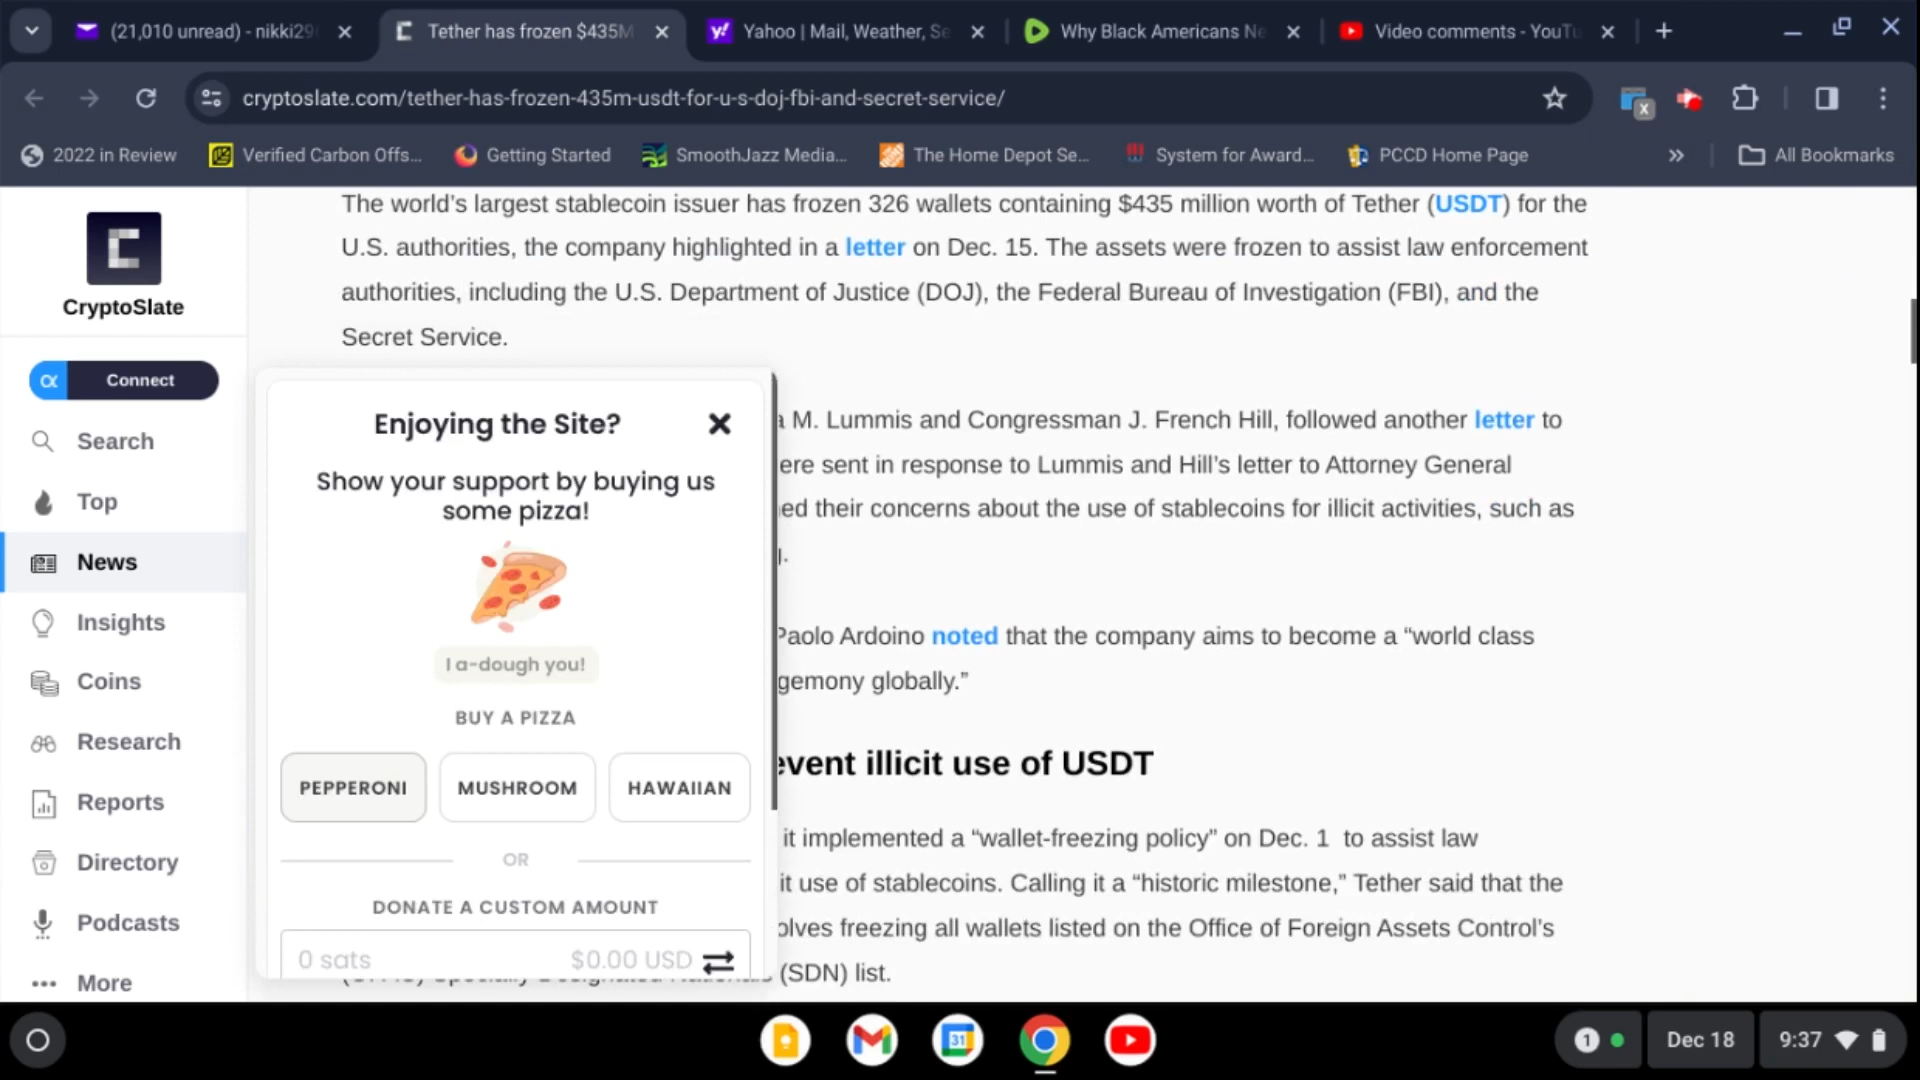 (21,010 unread) - nikki29
Tether has frozen $435M
Yahoo | Mail, Weather, Se
Why Black Americans Ne
Video comments - YouTu
cryptoslate.com/tether-has-frozen-435m-usdt-for-u-s-doj-fbi-and-secret-service/
2022 in Review
Verified Carbon Offs...
Getting Started
SmoothJazz Media...
The Home Depot Se...
System for Award...
PCCD Home Page
All Bookmarks
CryptoSlate
Connect
Search
Top
News
Insights
Coins
Research
Reports
Directory
Podcasts
More
The world's largest stablecoin issuer has frozen 326 wallets containing $435 million worth of Tether (USDT) for the
U.S. authorities, the company highlighted in a letter on Dec. 15. The assets were frozen to assist law enforcement
authorities, including the U.S. Department of Justice (DOJ), the Federal Bureau of Investigation (FBI), and the
Secret Service.
M. Lummis and Congressman J. French Hill, followed another letter to
ere sent in response to Lummis and Hill's letter to Attorney General
ed their concerns about the use of stablecoins for illicit activities, such as
Paolo Ardoino noted that the company aims to become a “world class
gemony globally.”
event illicit use of USDT
it implemented a “wallet-freezing policy” on Dec. 1 to assist law
it use of stablecoins. Calling it a “historic milestone,” Tether said that the
olves freezing all wallets listed on the Office of Foreign Assets Control's
(SDN) list.
Enjoying the Site?
Show your support by buying us
some pizza!
I a-dough you!
BUY A PIZZA
PEPPERONI
MUSHROOM
HAWAIIAN
OR
DONATE A CUSTOM AMOUNT
0 sats
$0.00 USD
31
1
Dec 18
9:37